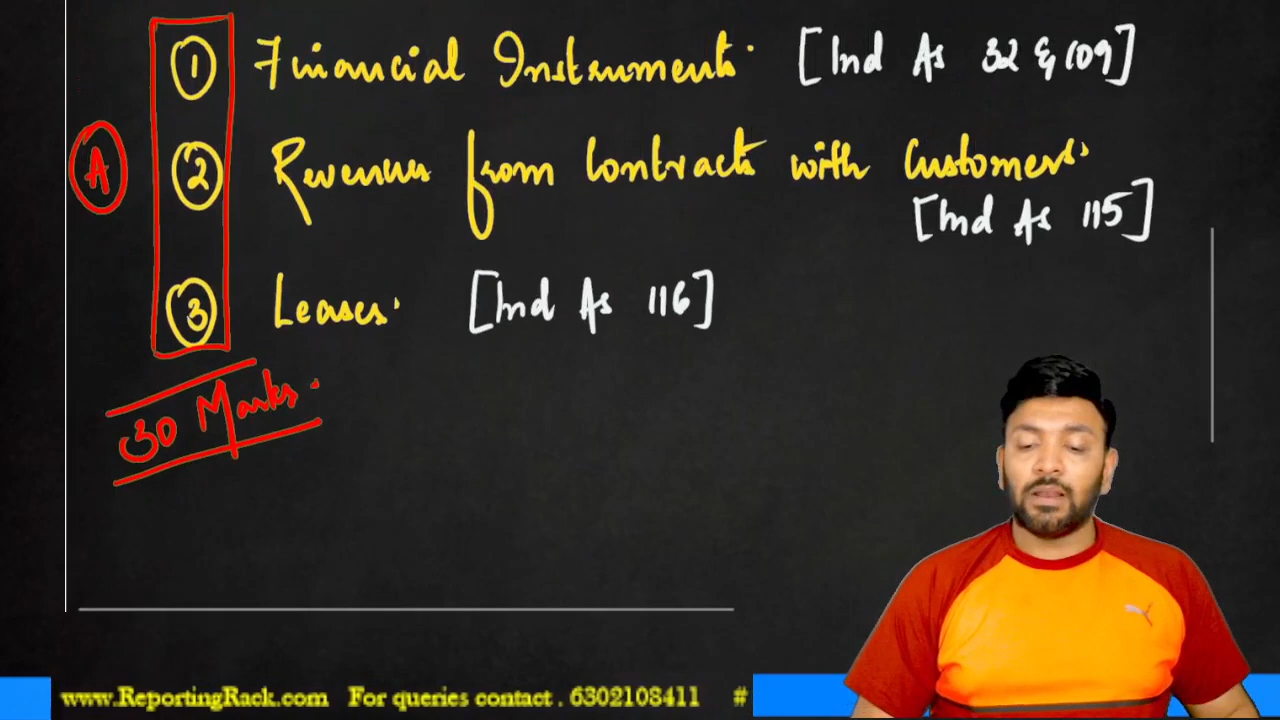 1 Financial Instruments. [Ind As 32 & 109]
A 2 Revenues from Contracts with Customers.
[Ind As 115]
3 Leases. [Ind As 116]
30 Marks.
www.ReportingRack.com For queries contact . 6302108411 #